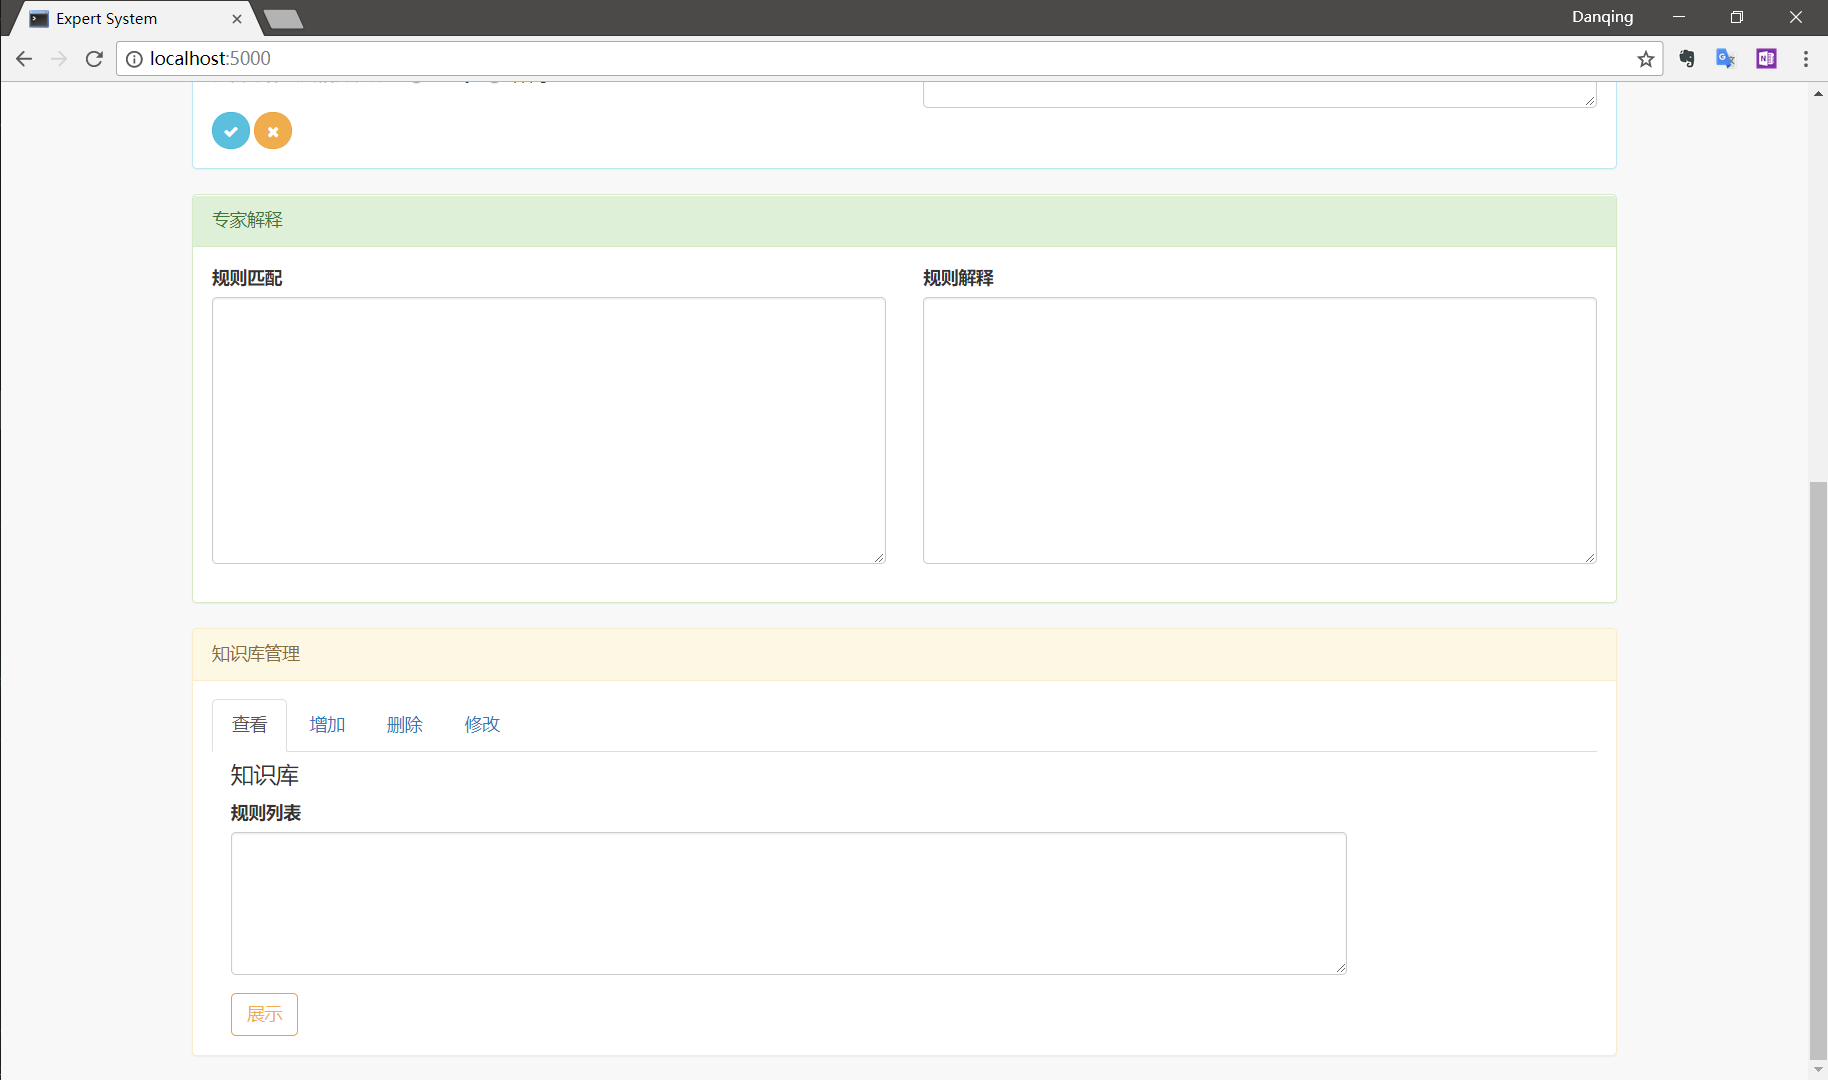 Expert System
Danqing
localhost:5000
专家解释
规则匹配
规则解释
知识库管理
查看
增加
删除
修改
知识库
规则列表
展示